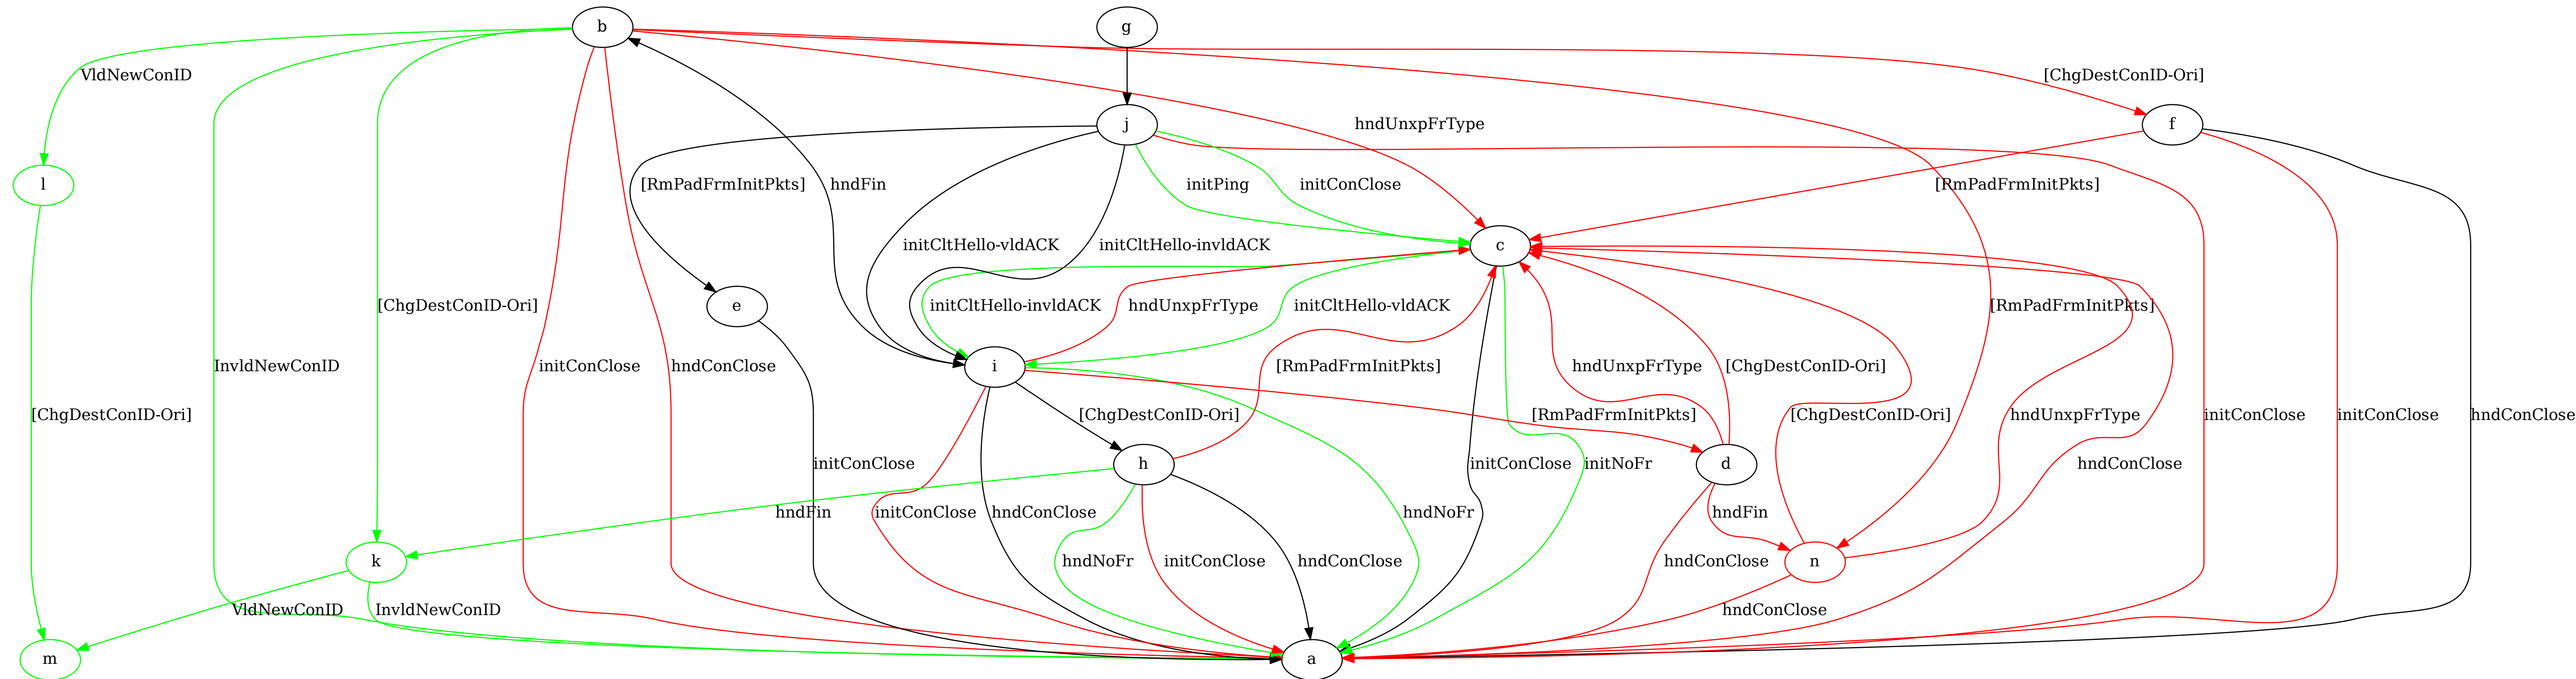 b
g
VldNewConID
[ChgDestConID-Ori]
j
hndUnxpFrType
f
l
[RmPadFrmInitPkts]
hndFin
initPing
initConClose
[RmPadFrmInitPkts]
initCltHello-vldACK
initCltHello-invldACK
c
[ChgDestConID-Ori]
e
initCltHello-invldACK
hndUnxpFrType
initCltHello-vldACK
[RmPadFrmInitPkts]
InvldNewConID
initConClose
hndConClose
i
[RmPadFrmInitPkts]
hndUnxpFrType
[ChgDestConID-Ori]
[ChgDestConID-Ori]
[ChgDestConID-Ori]
[RmPadFrmInitPkts]
[ChgDestConID-Ori]
hndUnxpFrType
initConClose
initConClose
hndConClose
initConClose
h
initConClose
initNoFr
d
hndConClose
hndFin
initConClose
hndConClose
hndNoFr
hndFin
k
hndNoFr
initConClose
hndConClose
hndConClose
n
VldNewConID
InvldNewConID
hndConClose
m
a